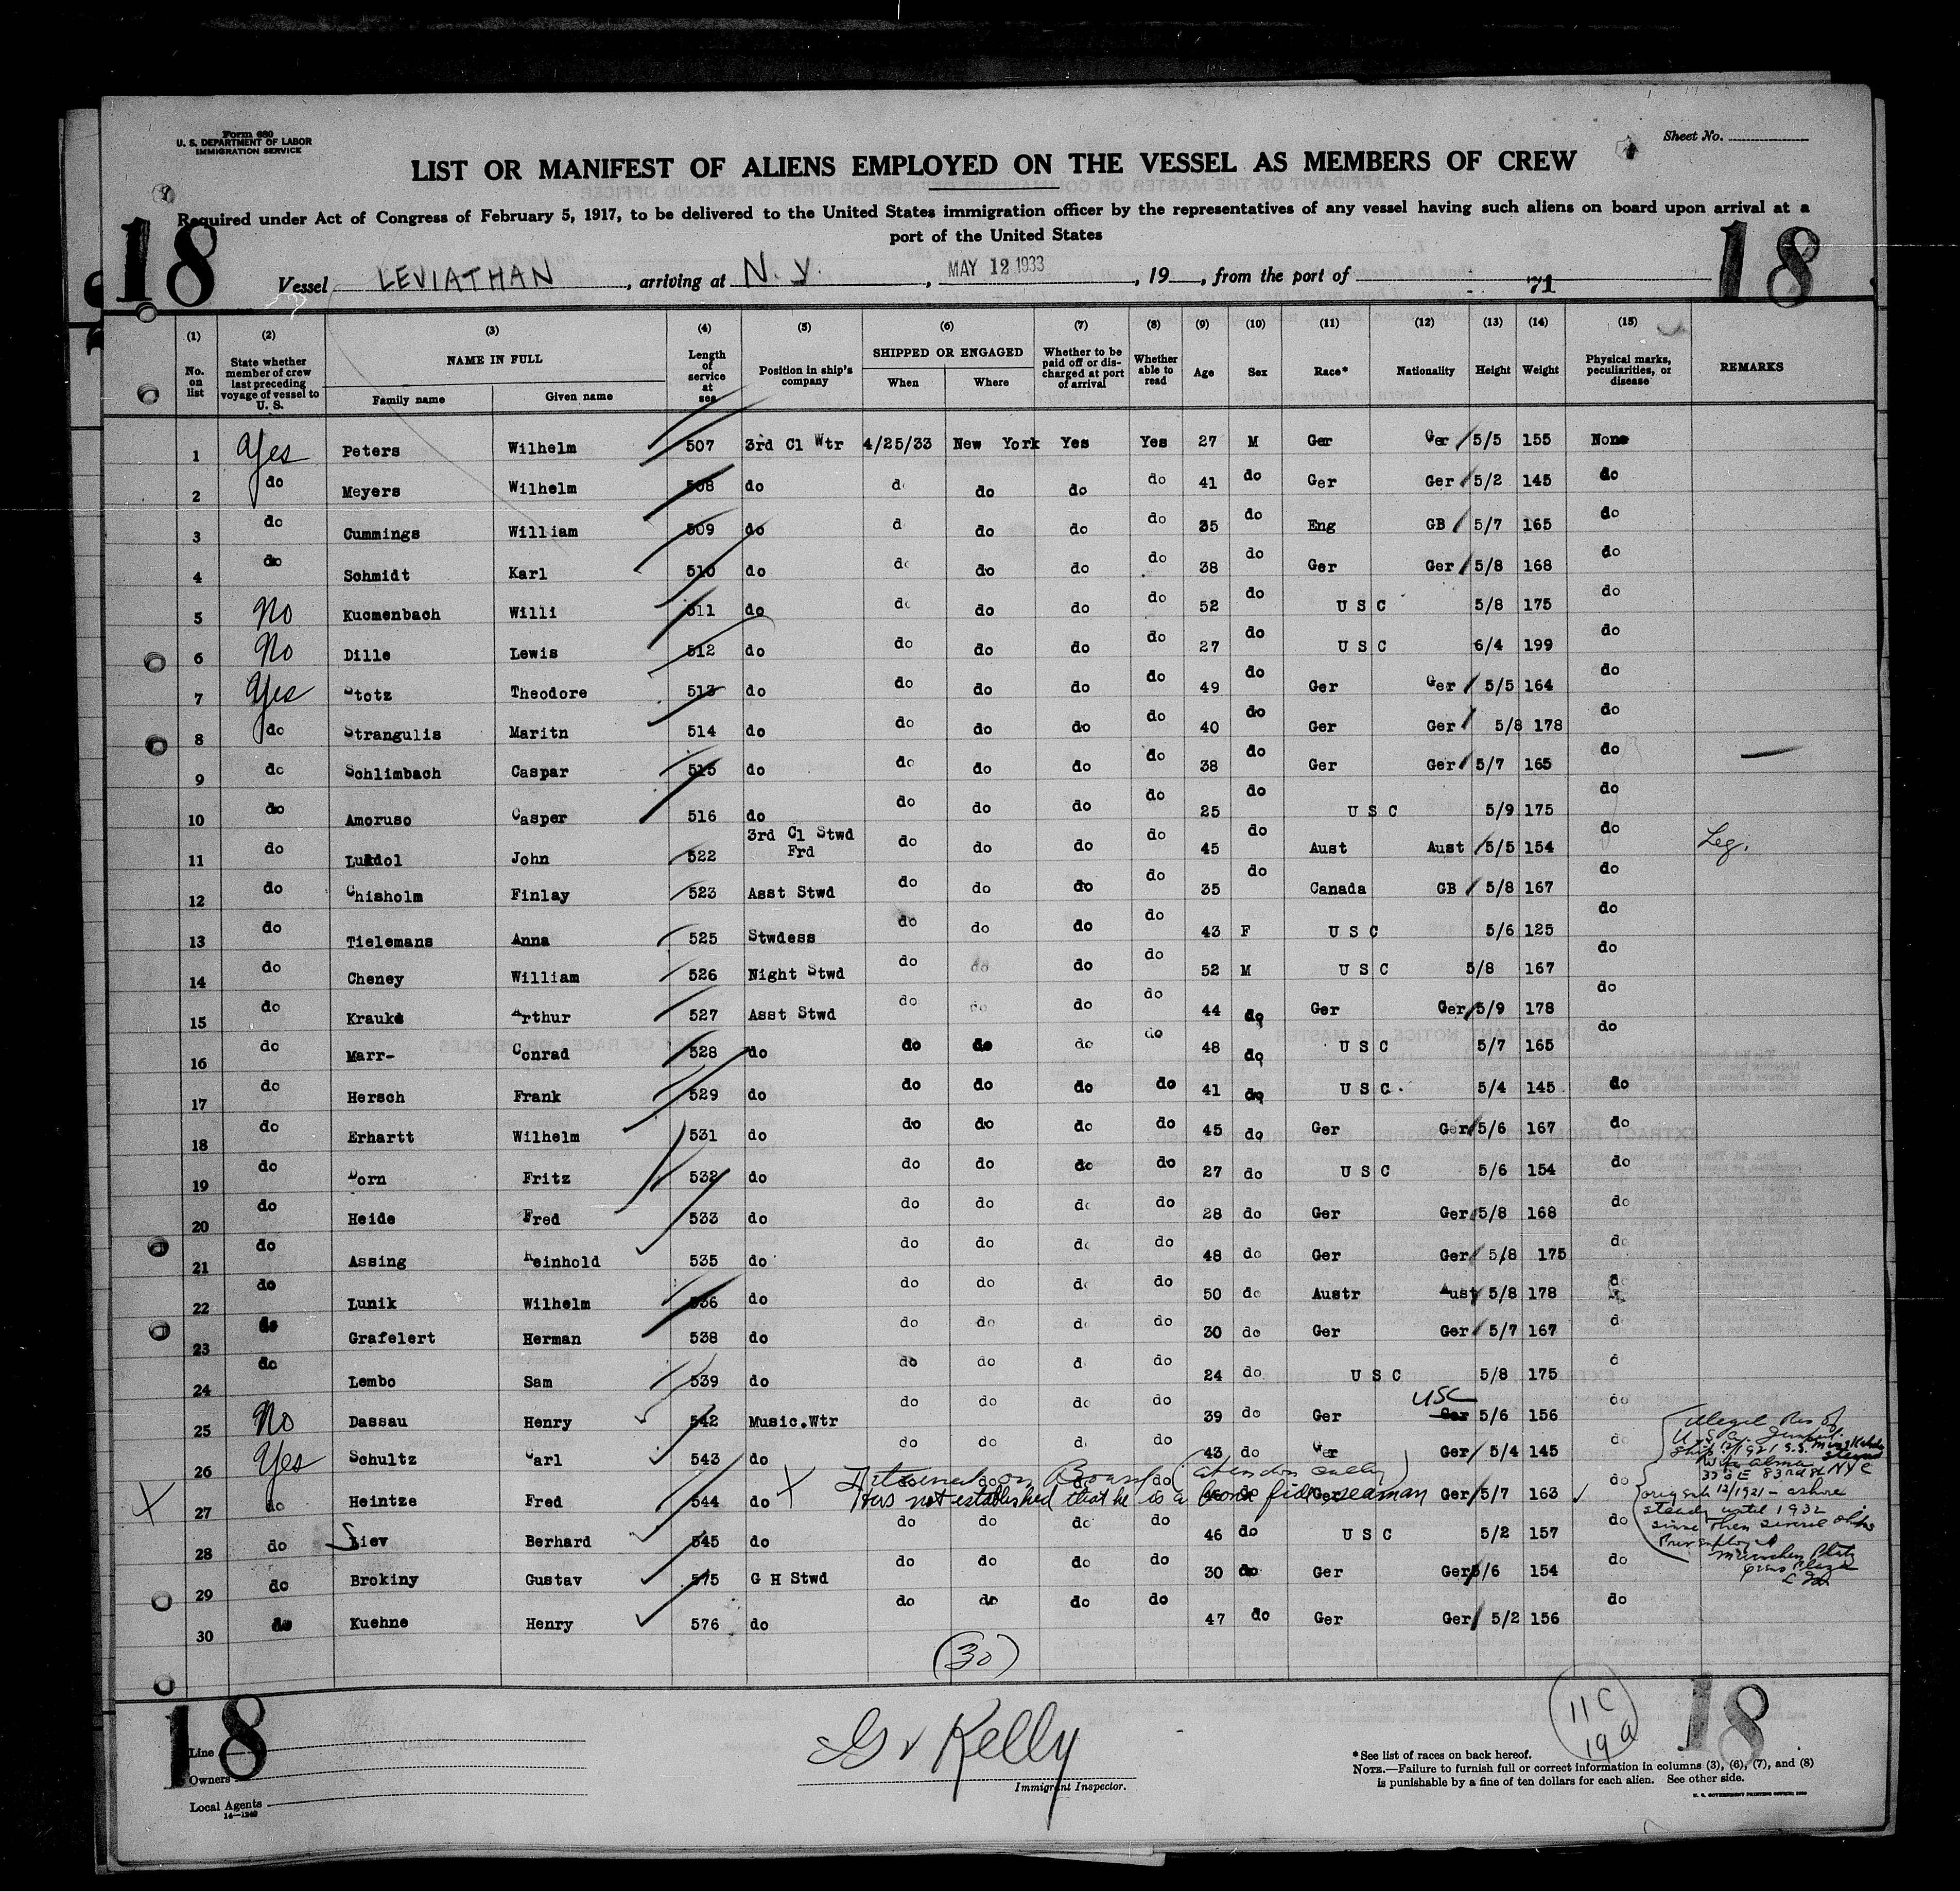 Form 680
U. S. DEPARTMENT OF LABOR
IMMIGRATION SERVICE
Sheet No.
LIST OR MANIFEST OF ALIENS EMPLOYED ON THE VESSEL AS MEMBERS OF CREW
Required under Act of Congress of February 5, 1917, to be delivered to the United States immigration officer by the representatives of any vessel having such aliens on board upon arrival at a
port of the United States
18 18
Vessel LEVIATHAN, arriving at N. Y., MAY 12 1933, 19, from the port of 71
(1) (2) (3) (4) (5) (6) (7) (8) (9) (10) (11) (12) (13) (14) (15)
No. on list | State whether member of crew last preceding voyage of vessel to U. S. | NAME IN FULL Family name Given name | Length of service at sea | Position in ship's company | SHIPPED OR ENGAGED When Where | Whether to be paid off or discharged at port of arrival | Whether able to read | Age | Sex | Race* | Nationality | Height | Weight | Physical marks, peculiarities, or disease | REMARKS
1 Yes Peters Wilhelm 507 3rd Cl Wtr 4/25/33 New York Yes Yes 27 M Ger Ger 5/5 155 None
2 do Meyers Wilhelm 508 do d do do do 41 do Ger Ger 5/2 145 do
3 do Cummings William 509 do d do do do 35 do Eng GB 5/7 165 do
4 do Schmidt Karl 510 do do do do do 38 do Ger Ger 5/8 168 do
5 No Kucmenbach Willi 511 do do do do do 52 do U S C 5/8 175 do
6 No Dille Lewis 512 do do do do do 27 do U S C 6/4 199 do
7 Yes Stotz Theodore 513 do do do do do 49 do Ger Ger 5/5 164 do
8 do Strangulis Maritn 514 do do do do do 40 do Ger Ger 5/8 178 do
9 do Schlimbach Caspar 515 do do do do do 38 do Ger Ger 5/7 165 do
10 do Amoruso Casper 516 do do do do do 25 do U S C 5/9 175 do
11 do John 522 3rd Cl Stwd Frd do do do do 45 do Aust Aust 5/5 154 do Leg.
12 do Chisholm Finlay 523 Asst Stwd do do do do 35 do Canada GB 5/8 167 do
13 do Tielemans Anna 525 Stwdess do do do do 43 F U S C 5/6 125 do
14 do Cheney William 526 Night Stwd do do do do 52 M U S C 5/8 167 do
15 do Krauke Arthur 527 Asst Stwd do do do do 44 do Ger Ger 5/9 178 do
16 do Marr- Conrad 528 do do do do do 48 do U S C 5/7 165 do
17 do Hersch Frank 529 do do do do do 41 do U S C 5/4 145 do
18 do Erhartt Wilhelm 531 do do do do do 45 do Ger Ger 5/6 167 do
19 do Dorn Fritz 532 do do do do do 27 do U S C 5/6 154 do
20 do Heide Fred 533 do do do do do 28 do Ger Ger 5/8 168 do
21 do Assing Reinhold 535 do do do d do 48 do Ger Ger 5/8 175 d
22 do Lunik Wilhelm 536 do do do d do 50 do Austr Aust 5/8 178 do
23 do Grafelert Herman 538 do do do d do 30 do Ger Ger 5/7 167 d
24 do Lembo Sam 539 do do do d do 24 do U S C 5/8 175 d
25 No Dassau Henry 542 Music.Wtr do do do do 39 do Ger USC Ger 5/6 156 do
26 Yes Schultz Carl 543 do do do d do 43 do Ger Ger 5/4 145 do
27 X do Heintze Fred 544 do X Detained on Board Has not established that he is a bona fide seaman Ger 5/7 163 do
28 do Siev Berhard 545 do do do do do 46 do U S C 5/2 157 do
29 do Brokiny Gustav 575 G H Stwd do do do do 30 do Ger Ger 5/6 154 do
30 do Kuehne Henry 576 do do do do do 47 do Ger Ger 5/2 156 do
wife Alma
333 E 83rd St NYC
12/1921 - ashore
steady until 1932
since then several
(30)
18 18
11 C
19 a
Line
Owners
Local Agents
14—1240
Kelly
Immigrant Inspector.
* See list of races on back hereof.
NOTE.—Failure to furnish full or correct information in columns (3), (6), (7), and (8)
is punishable by a fine of ten dollars for each alien. See other side.